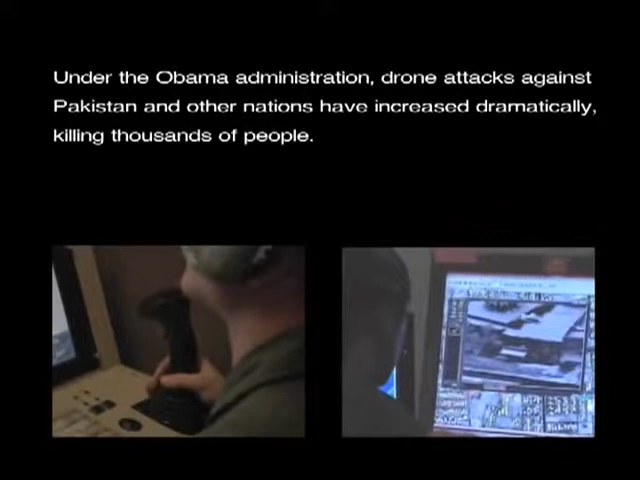 Under the Obama administration, drone attacks against
Pakistan and other nations have increased dramatically,
killing thousands of people.